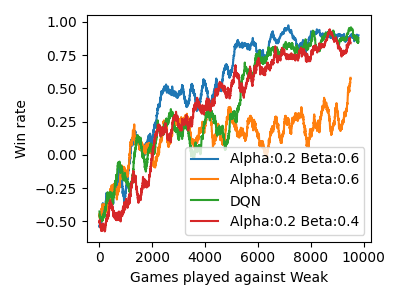 1.00
0.75
0.50
0.25
0.00
−0.25
−0.50
Win rate
Alpha:0.2 Beta:0.6
Alpha:0.4 Beta:0.6
DQN
Alpha:0.2 Beta:0.4
0 2000 4000 6000 8000 10000
Games played against Weak